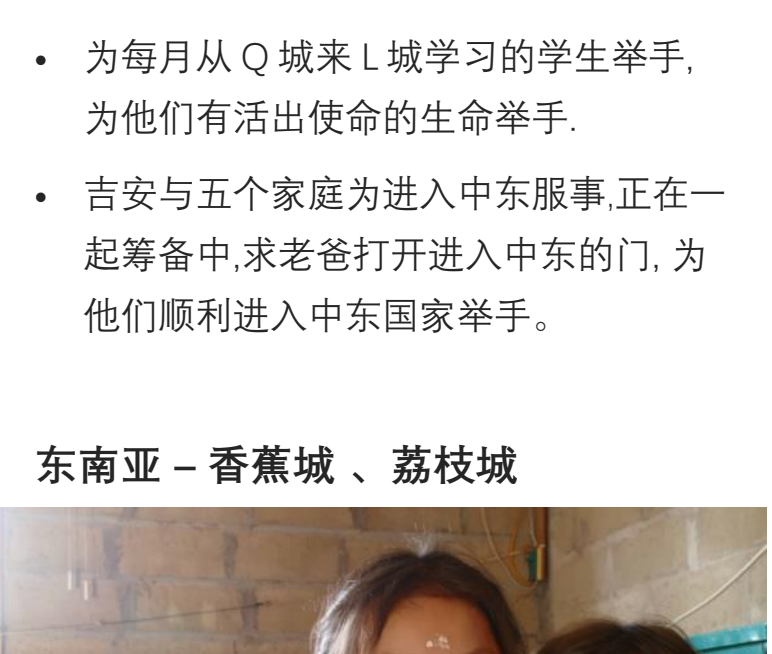 • 为每月从 Q 城来 L 城学习的学生举手,
为他们有活出使命的生命举手.
• 吉安与五个家庭为进入中东服事,正在一
起筹备中,求老爸打开进入中东的门, 为
他们顺利进入中东国家举手。
东南亚 – 香蕉城 、荔枝城